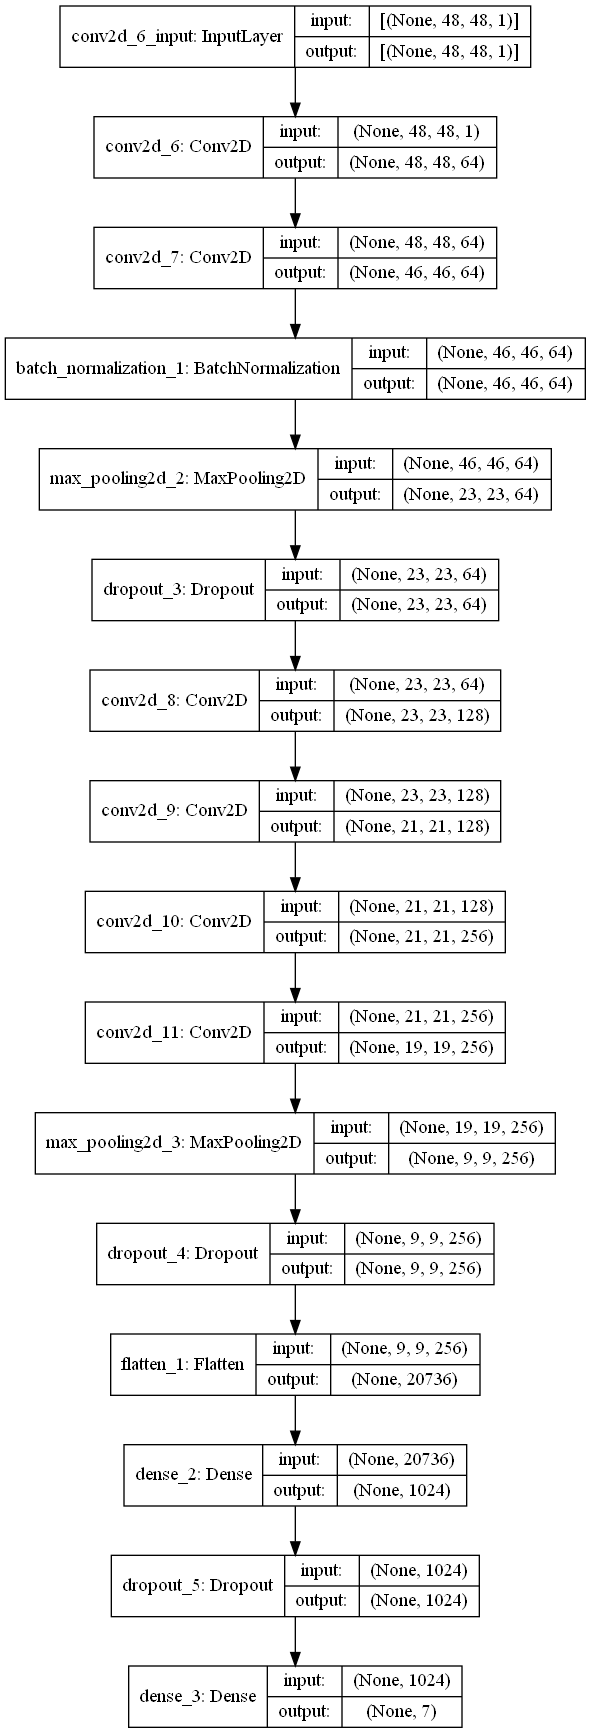 conv2d_6_input: InputLayer
input: [(None, 48, 48, 1)]
output: [(None, 48, 48, 1)]
conv2d_6: Conv2D
input: (None, 48, 48, 1)
output: (None, 48, 48, 64)
conv2d_7: Conv2D
input: (None, 48, 48, 64)
output: (None, 46, 46, 64)
batch_normalization_1: BatchNormalization
input: (None, 46, 46, 64)
output: (None, 46, 46, 64)
max_pooling2d_2: MaxPooling2D
input: (None, 46, 46, 64)
output: (None, 23, 23, 64)
dropout_3: Dropout
input: (None, 23, 23, 64)
output: (None, 23, 23, 64)
conv2d_8: Conv2D
input: (None, 23, 23, 64)
output: (None, 23, 23, 128)
conv2d_9: Conv2D
input: (None, 23, 23, 128)
output: (None, 21, 21, 128)
conv2d_10: Conv2D
input: (None, 21, 21, 128)
output: (None, 21, 21, 256)
conv2d_11: Conv2D
input: (None, 21, 21, 256)
output: (None, 19, 19, 256)
max_pooling2d_3: MaxPooling2D
input: (None, 19, 19, 256)
output: (None, 9, 9, 256)
dropout_4: Dropout
input: (None, 9, 9, 256)
output: (None, 9, 9, 256)
flatten_1: Flatten
input: (None, 9, 9, 256)
output: (None, 20736)
dense_2: Dense
input: (None, 20736)
output: (None, 1024)
dropout_5: Dropout
input: (None, 1024)
output: (None, 1024)
dense_3: Dense
input: (None, 1024)
output: (None, 7)